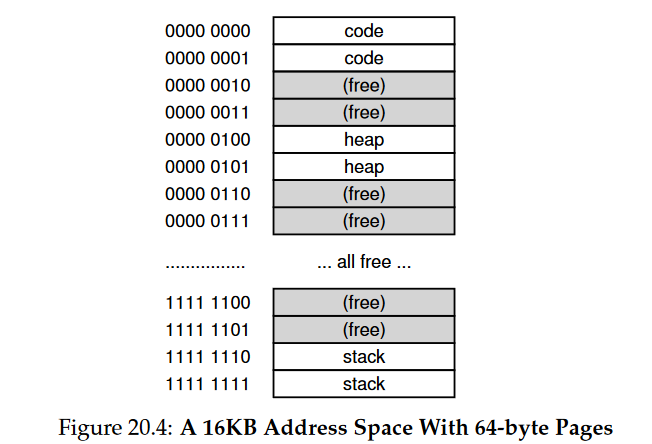 0000 0000 code
0000 0001 code
0000 0010 (free)
0000 0011 (free)
0000 0100 heap
0000 0101 heap
0000 0110 (free)
0000 0111 (free)
................ ... all free ...
1111 1100 (free)
1111 1101 (free)
1111 1110 stack
1111 1111 stack
Figure 20.4: A 16KB Address Space With 64-byte Pages